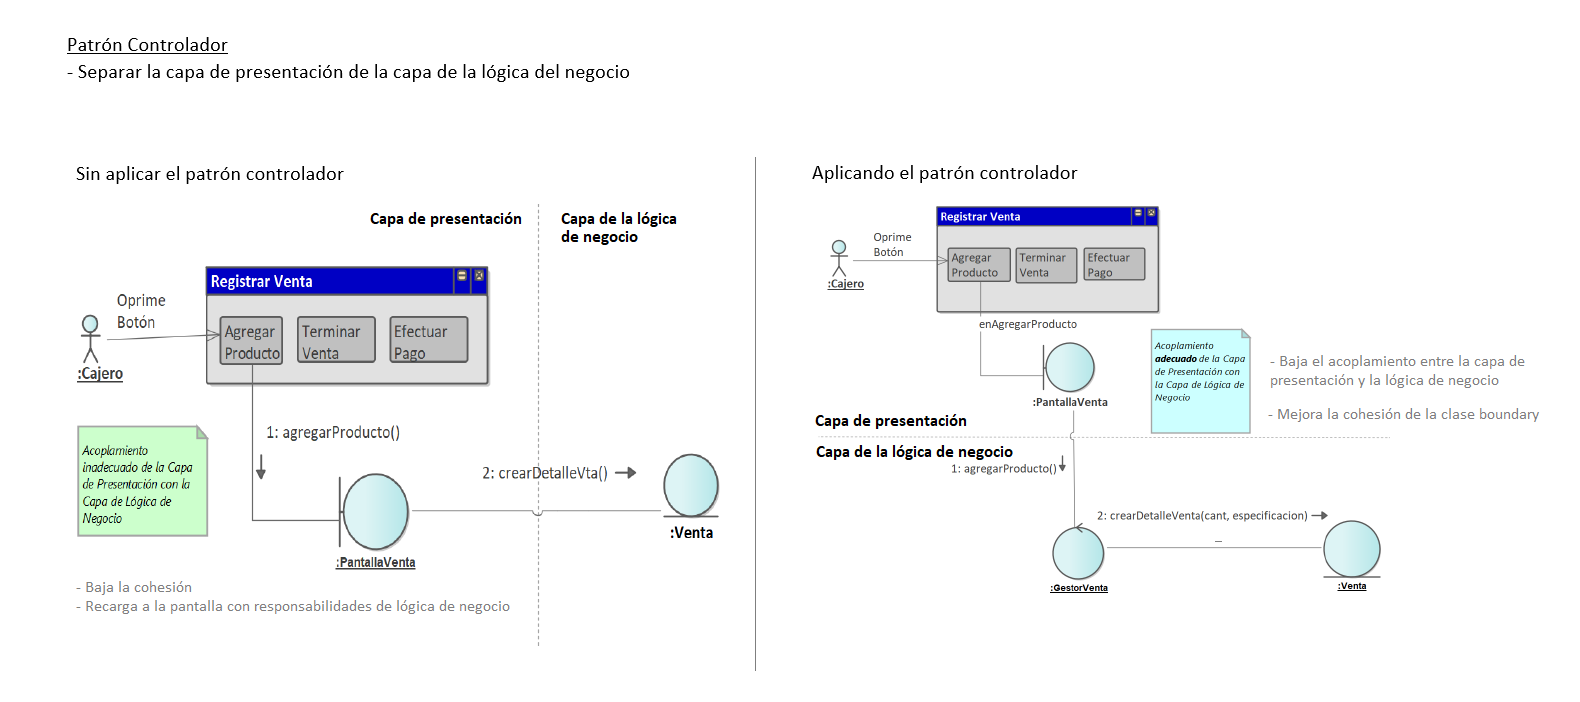 Patrón Controlador
- Separar la capa de presentación de la capa de la lógica del negocio
Sin aplicar el patrón controlador
Capa de presentación
Capa de la lógica
de negocio
Registrar Venta
Oprime
Botón
Agregar
Producto
Terminar
Venta
Efectuar
Pago
:Cajero
1: agregarProducto()
Acoplamiento
inadecuado de la Capa
de Presentación con la
Capa de Lógica de
Negocio
2: crearDetalleVta()
:Venta
:PantallaVenta
- Baja la cohesión
- Recarga a la pantalla con responsabilidades de lógica de negocio
Aplicando el patrón controlador
Registrar Venta
Oprime
Botón
Agregar
Producto
Terminar
Venta
Efectuar
Pago
:Cajero
enAgregarProducto
Acoplamiento
adecuado de la Capa
de Presentación con
la Capa de Lógica de
Negocio
- Baja el acoplamiento entre la capa de
presentación y la lógica de negocio
- Mejora la cohesión de la clase boundary
:PantallaVenta
Capa de presentación
Capa de la lógica de negocio
1: agregarProducto()
2: crearDetalleVenta(cant, especificacion)
:GestorVenta
:Venta